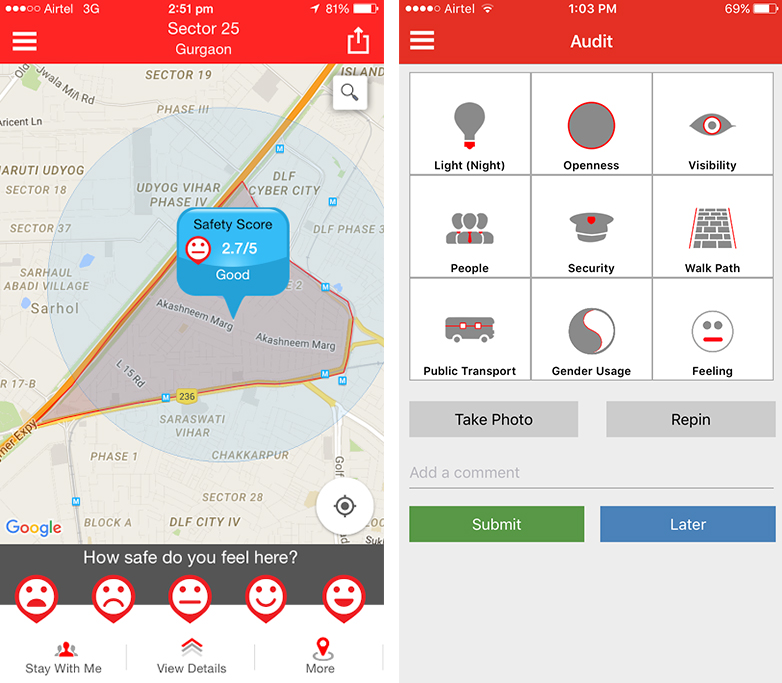 Airtel 3G 2:51 pm 81%
Sector 25
Gurgaon
ISLAND
SECTOR 19
Jwala Mill Rd
Old
PHASE III
aricent Ln
M
DLF
CYBER CITY
ARUTI UDYOG
UDYOG VIHAR
PHASE IV
SECTOR 18
M
SECTOR 37
DLF PHASE
Safety Score
2.7/5
Good
SARHAUL
ABADI VILLAGE
Sarhol
2
M
Akashneem Marg
Akashneem Marg
L 15 Rd
M
M
R 17-B
M
236
SARASWATI
VIHAR
ner Expy
PHASE 1
CHAKKARPUR
Golf
SECTOR 28
M
Google
BLOCK A
DLF CITY IV
Suk
How safe do you feel here?
Stay With Me
View Details
More
Airtel 1:03 PM 69%
Audit
Light (Night)
Openness
Visibility
People
Security
Walk Path
Public Transport
Gender Usage
Feeling
Take Photo
Repin
Add a comment
Submit
Later